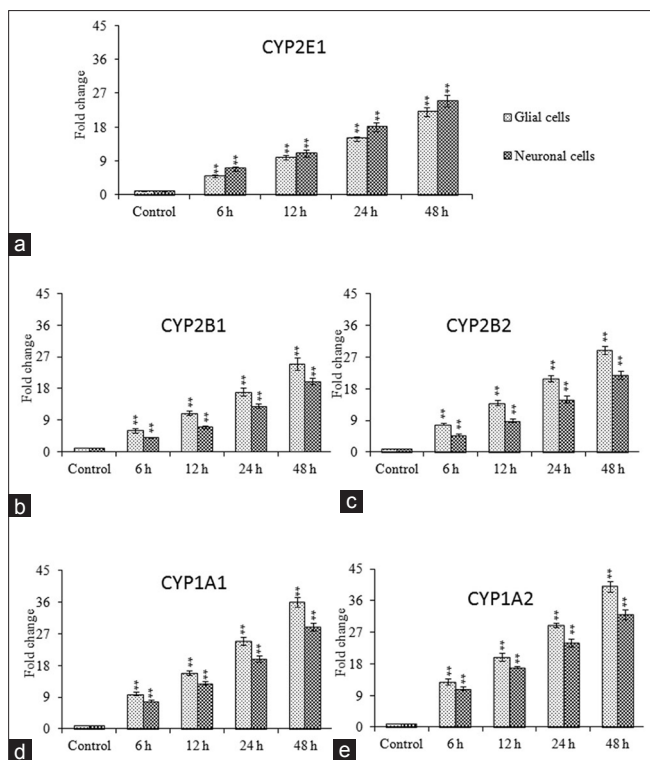 CYP2E1
Fold change
45
36
27
18
9
0
** ** ** ** ** ** ** **
Control 6 h 12 h 24 h 48 h
Glial cells
Neuronal cells
a
CYP2B1
Fold change
45
36
27
18
9
0
** ** ** ** ** ** ** **
Control 6 h 12 h 24 h 48 h
b
CYP2B2
Fold change
45
36
27
18
9
0
** ** ** ** ** ** ** **
Control 6 h 12 h 24 h 48 h
c
CYP1A1
Fold change
45
36
27
18
9
0
** ** ** ** ** ** ** **
Control 6 h 12 h 24 h 48 h
d
CYP1A2
Fold change
45
36
27
18
9
0
** ** ** ** ** ** ** **
Control 6 h 12 h 24 h 48 h
e